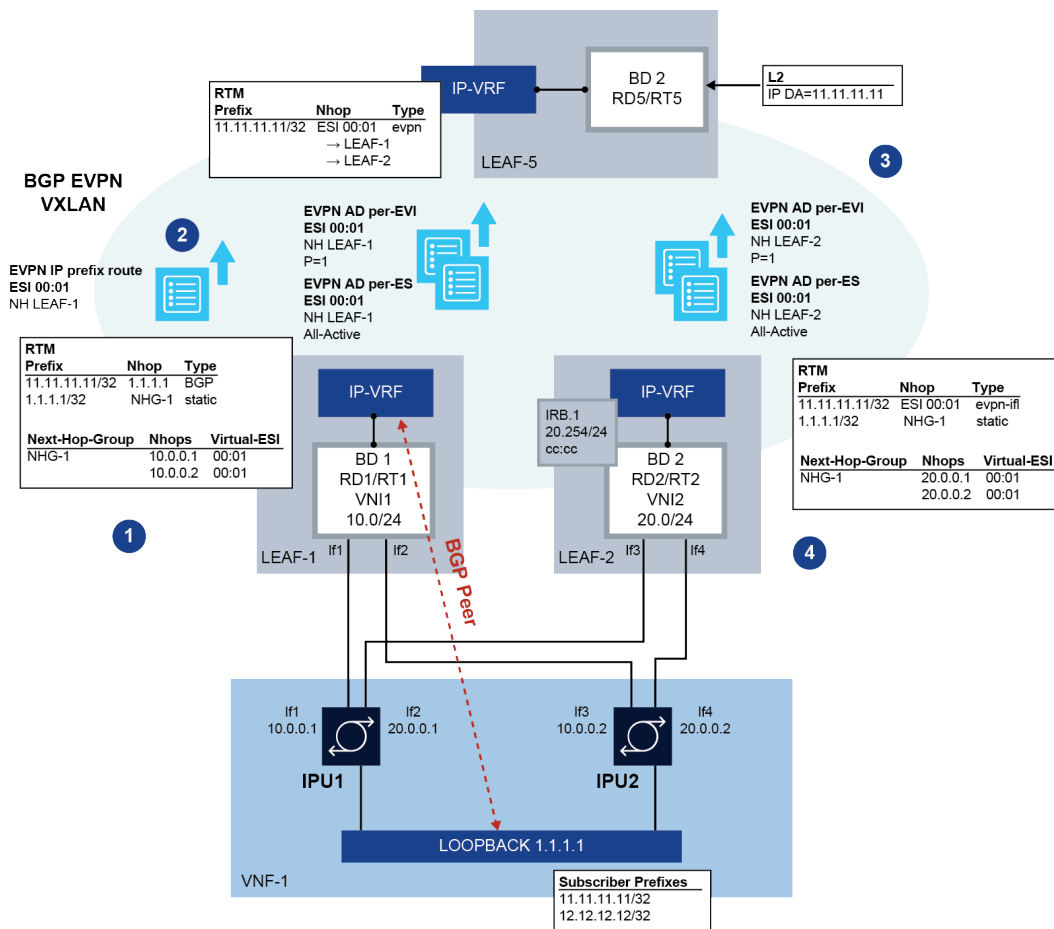 IP-VRF
BD 2
RD5/RT5
LEAF-5
L2
IP DA=11.11.11.11
RTM
Prefix Nhop Type
11.11.11.11/32 ESI 00:01 evpn
→ LEAF-1
→ LEAF-2
3
BGP EVPN
VXLAN
2
EVPN IP prefix route
ESI 00:01
NH LEAF-1
EVPN AD per-EVI
ESI 00:01
NH LEAF-1
P=1
EVPN AD per-ES
ESI 00:01
NH LEAF-1
All-Active
EVPN AD per-EVI
ESI 00:01
NH LEAF-2
P=1
EVPN AD per-ES
ESI 00:01
NH LEAF-2
All-Active
RTM
Prefix Nhop Type
11.11.11.11/32 1.1.1.1 BGP
1.1.1.1/32 NHG-1 static
Next-Hop-Group Nhops Virtual-ESI
NHG-1 10.0.0.1 00:01
10.0.0.2 00:01
1
IP-VRF
BD 1
RD1/RT1
VNI1
10.0/24
LEAF-1
If1
If2
BGP Peer
IP-VRF
IRB.1
20.254/24
cc:cc
BD 2
RD2/RT2
VNI2
20.0/24
LEAF-2
If3
If4
RTM
Prefix Nhop Type
11.11.11.11/32 ESI 00:01 evpn-ifl
1.1.1.1/32 NHG-1 static
Next-Hop-Group Nhops Virtual-ESI
NHG-1 20.0.0.1 00:01
20.0.0.2 00:01
4
If1
10.0.0.1
If2
20.0.0.1
IPU1
If3
10.0.0.2
If4
20.0.0.2
IPU2
LOOPBACK 1.1.1.1
VNF-1
Subscriber Prefixes
11.11.11.11/32
12.12.12.12/32